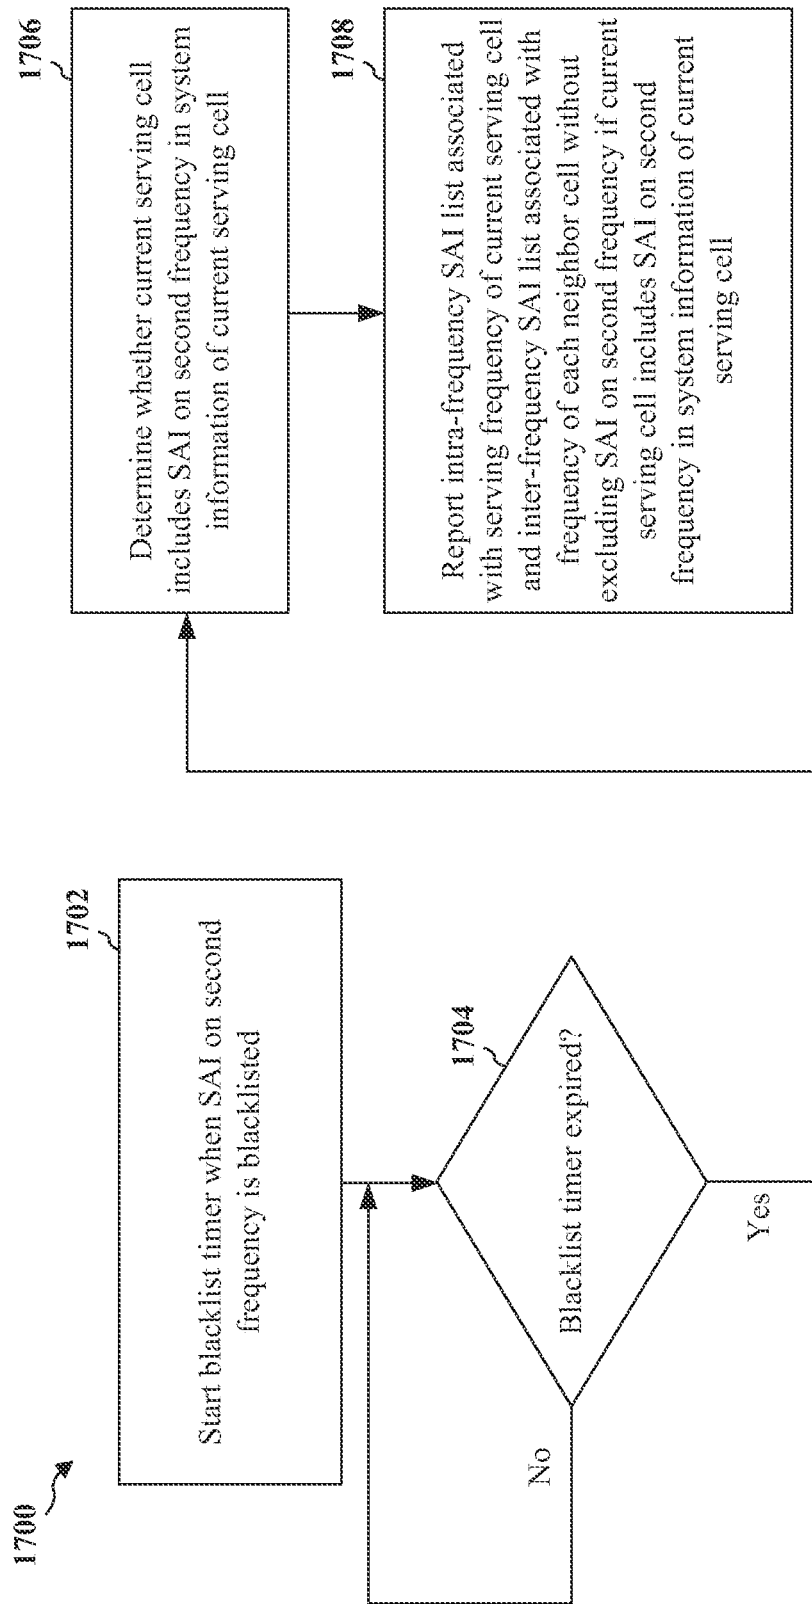 1700
1702
Start blacklist timer when SAI on second
frequency is blacklisted
1704
Blacklist timer expired?
No
Yes
1706
Determine whether current serving cell
includes SAI on second frequency in system
information of current serving cell
1708
Report intra-frequency SAI list associated
with serving frequency of current serving cell
and inter-frequency SAI list associated with
frequency of each neighbor cell without
excluding SAI on second frequency if current
serving cell includes SAI on second
frequency in system information of current
serving cell